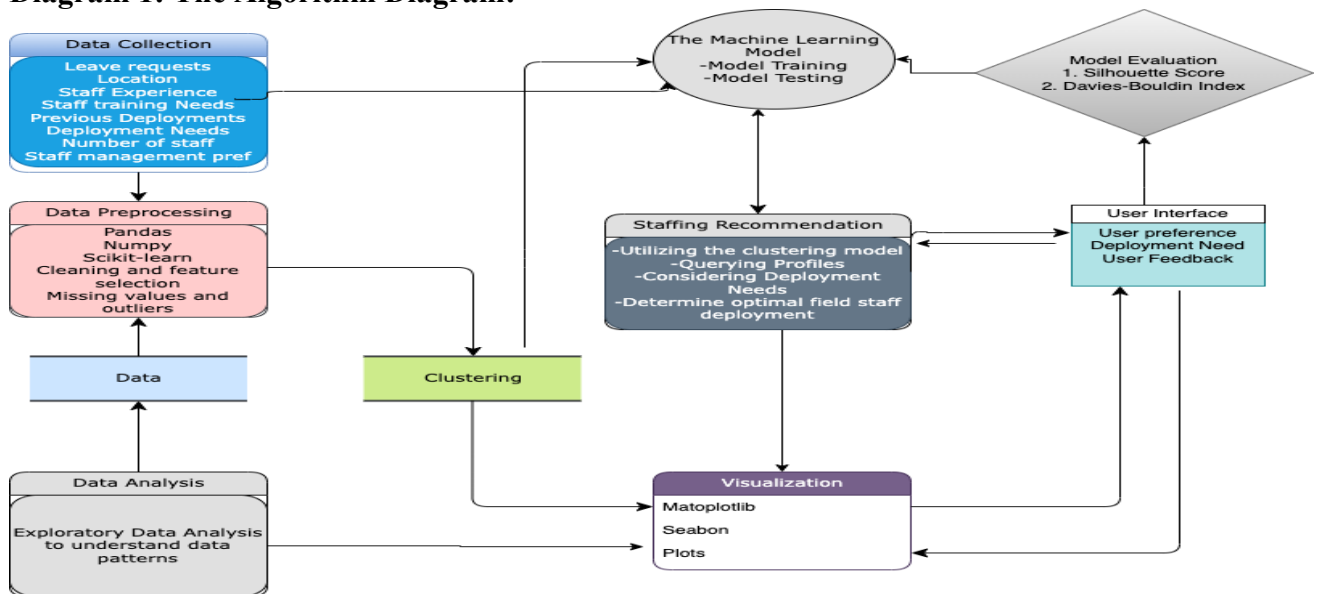 Diagram 1: The Algorithm Diagram:
Data Collection
Leave requests
Location
Staff Experience
Staff training Needs
Previous Deployments
Deployment Needs
Number of staff
Staff management pref
Data Preprocessing
Pandas
Numpy
Scikit-learn
Cleaning and feature
selection
Missing values and
outliers
Data
Data Analysis
Exploratory Data Analysis
to understand data
patterns
Clustering
The Machine Learning
Model
-Model Training
-Model Testing
Staffing Recommendation
-Utilizing the clustering model
-Querying Profiles
-Considering Deployment
Needs
-Determine optimal field staff
deployment
Visualization
Matoplotlib
Seabon
Plots
Model Evaluation
1. Silhouette Score
2. Davies-Bouldin Index
User Interface
User preference
Deployment Need
User Feedback